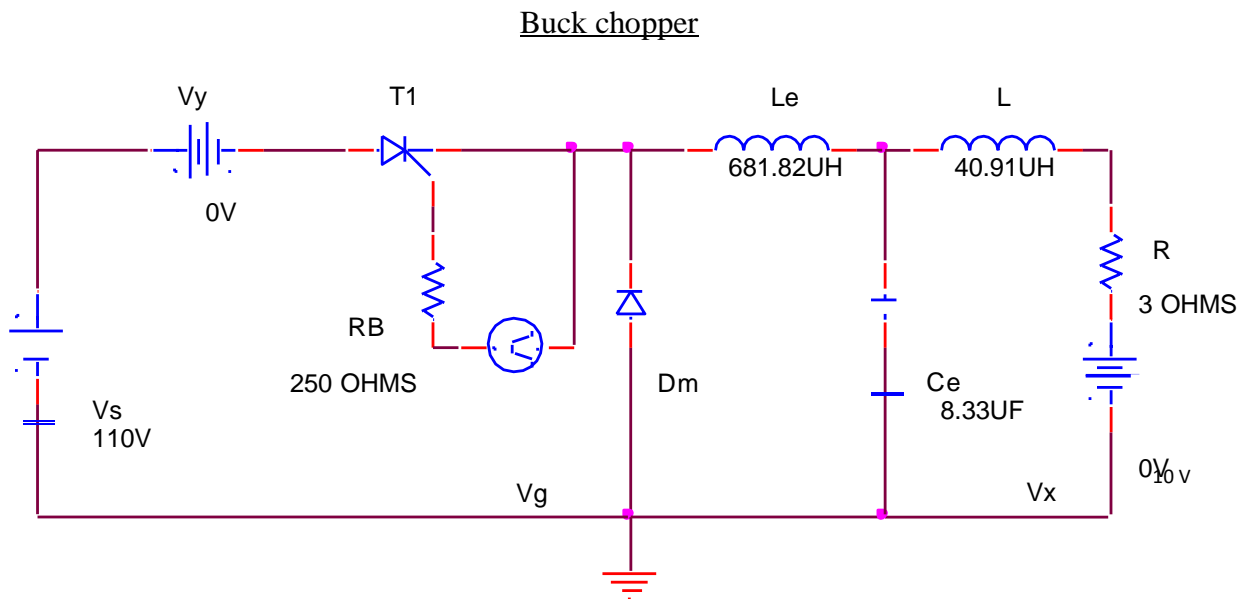 Buck chopper
Vy
T1
Le
L
681.82UH
40.91UH
0V
R
3 OHMS
RB
250 OHMS
Dm
Ce
8.33UF
Vs
110V
0V
10 V
Vg
Vx